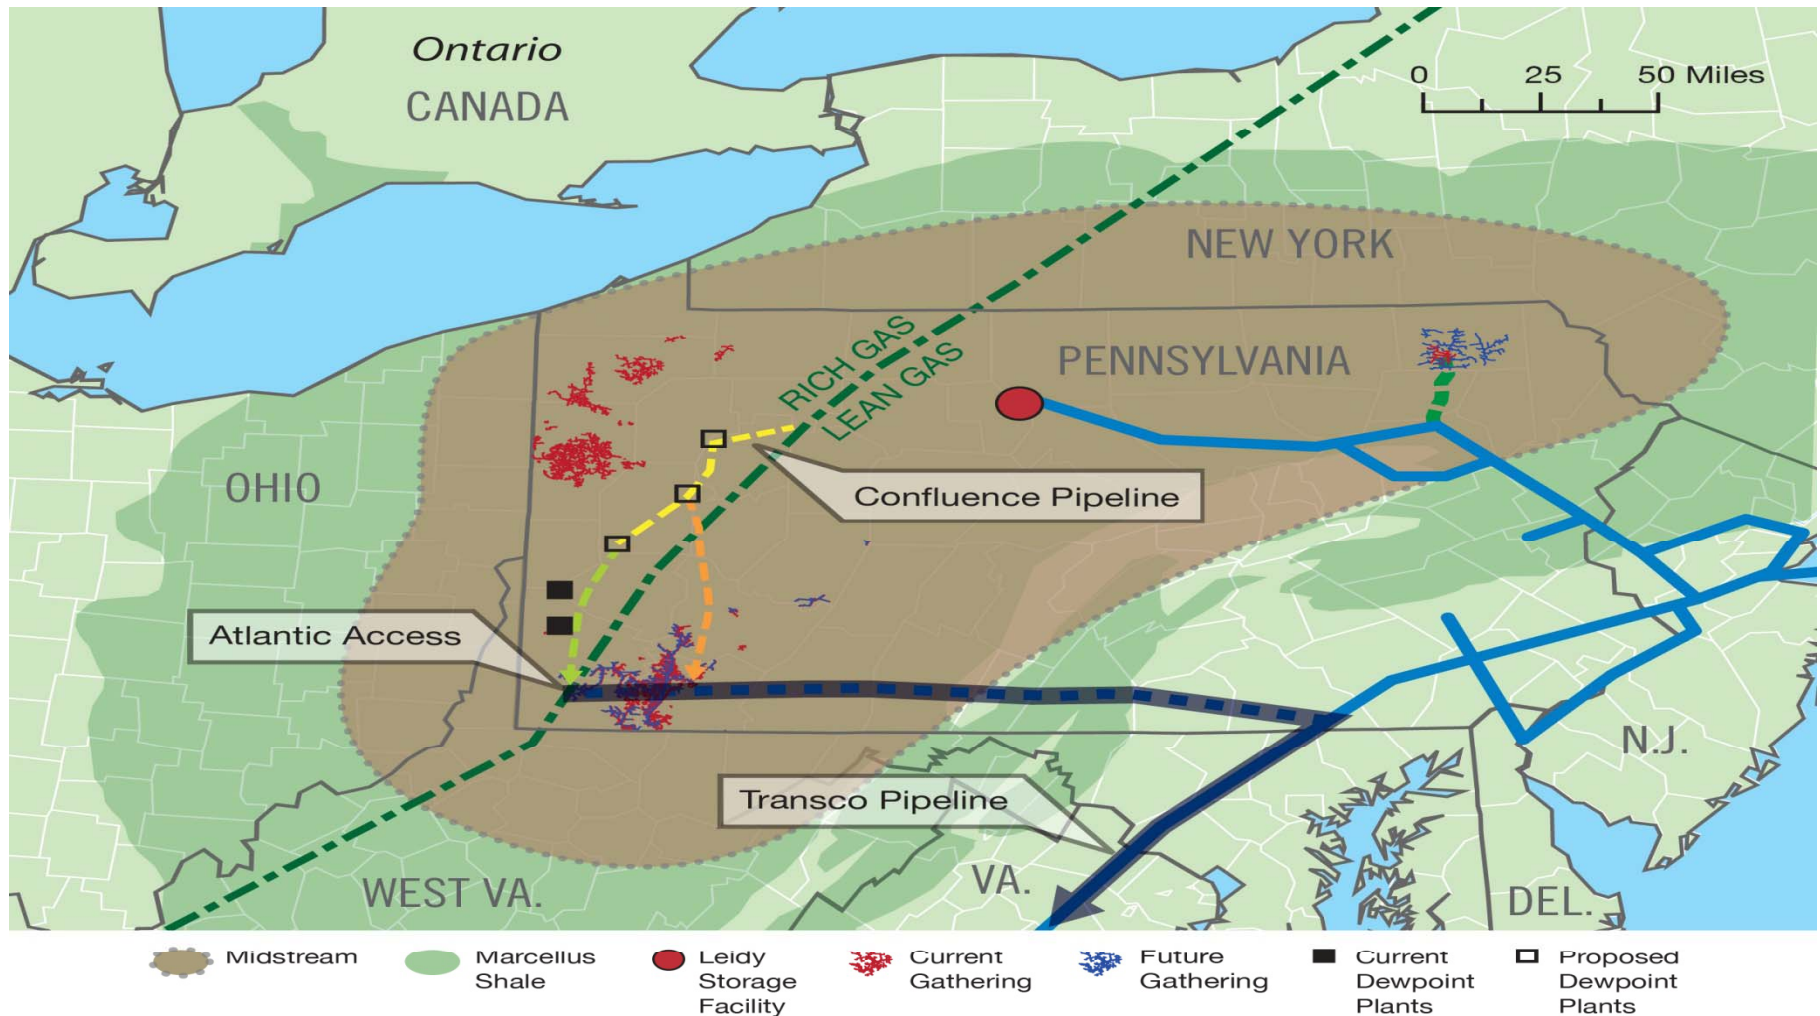 Ontario
CANADA
0 25 50 Miles
NEW YORK
RICH GAS
LEAN GAS
PENNSYLVANIA
OHIO
Confluence Pipeline
Atlantic Access
N.J.
Transco Pipeline
WEST VA.
VA.
DEL.
Midstream
Marcellus
Shale
Leidy
Storage
Facility
Current
Gathering
Future
Gathering
Current
Dewpoint
Plants
Proposed
Dewpoint
Plants